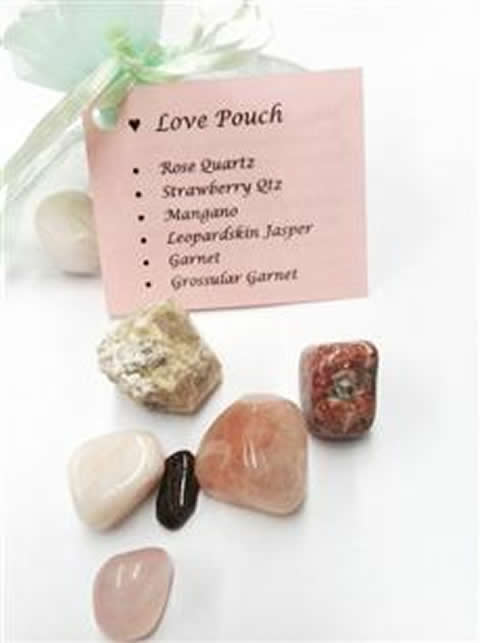 ♥ Love Pouch
• Rose Quartz
• Strawberry Qtz
• Mangano
• Leopardskin Jasper
• Garnet
• Grossular Garnet